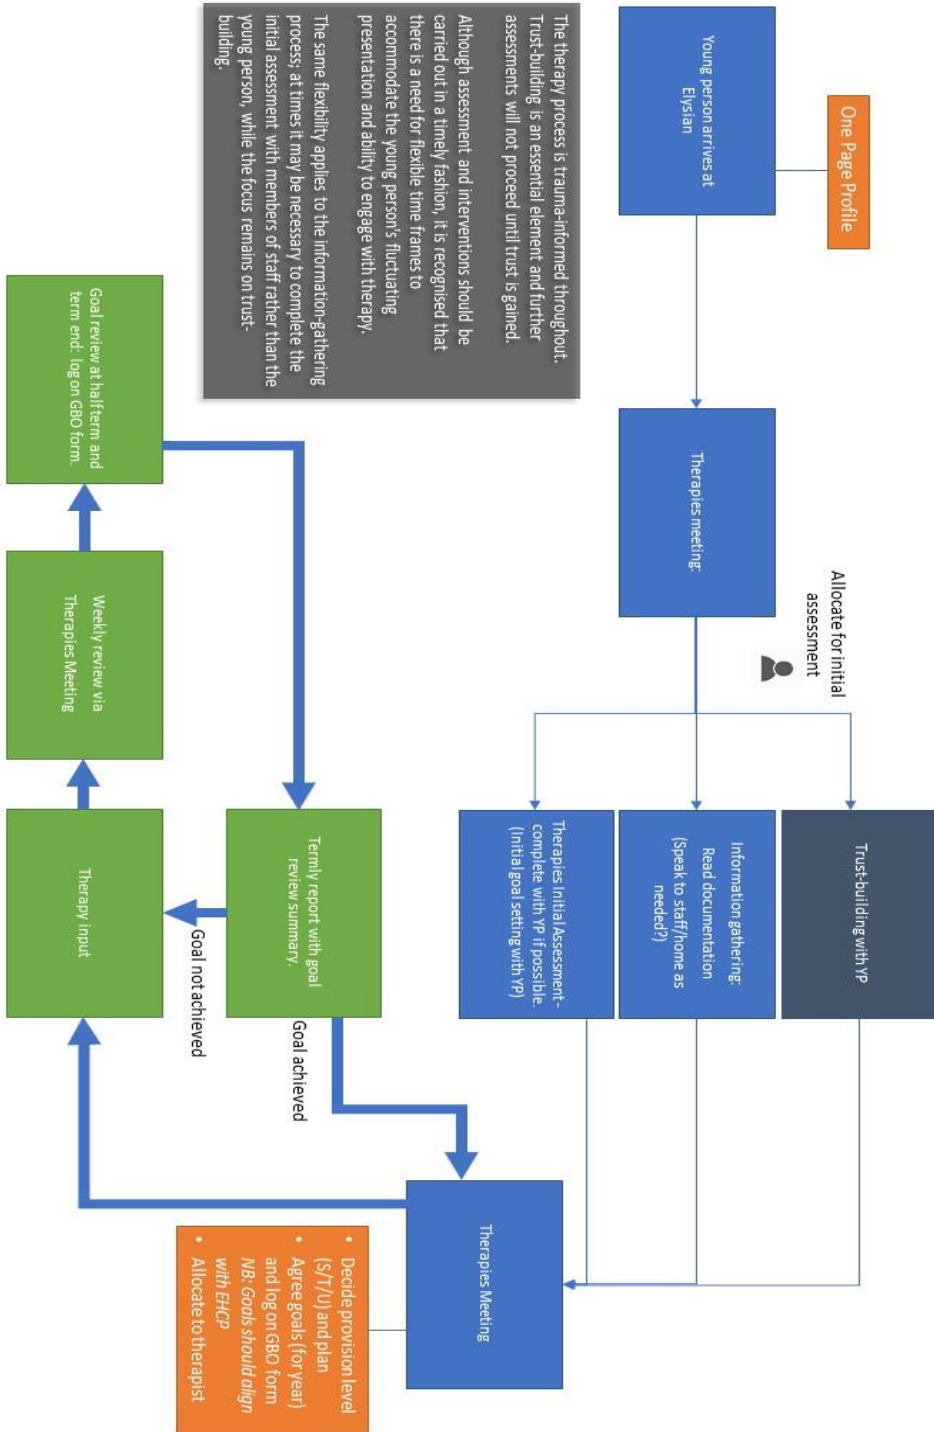 One Page Profile
Young person arrives at
Elysian
Therapies meeting:
Allocate for initial
assessment
Trust-building with YP
Information gathering:
Read documentation
(Speak to staff/home as
needed?)
Therapies Initial Assessment -
complete with YP if possible.
(Initial goal setting with YP)
Therapies Meeting
• Decide provision level
(S/T/U) and plan
• Agree goals (for year)
and log on GBO form
NB: Goals should align
with EHCP
• Allocate to therapist
The therapy process is trauma-informed throughout.
Trust-building is an essential element and further
assessments will not proceed until trust is gained.
Although assessment and interventions should be
carried out in a timely fashion, it is recognised that
there is a need for flexible time frames to
accommodate the young person's fluctuating
presentation and ability to engage with therapy.
The same flexibility applies to the information-gathering
process; at times it may be necessary to complete the
initial assessment with members of staff rather than the
young person, while the focus remains on trust-
building.
Termly report with goal
review summary.
Goal achieved
Goal not achieved
Goal review at half term and
term end: log on GBO form.
Weekly review via
Therapies Meeting
Therapy input